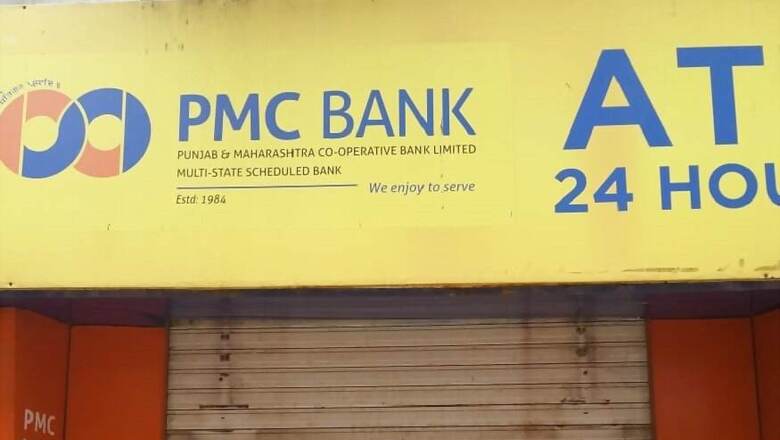 PMC BANK
PUNJAB & MAHARASHTRA CO-OPERATIVE BANK LIMITED
MULTI-STATE SCHEDULED BANK
We enjoy to serve
Estd: 1984
AT
24 HOU
PMC